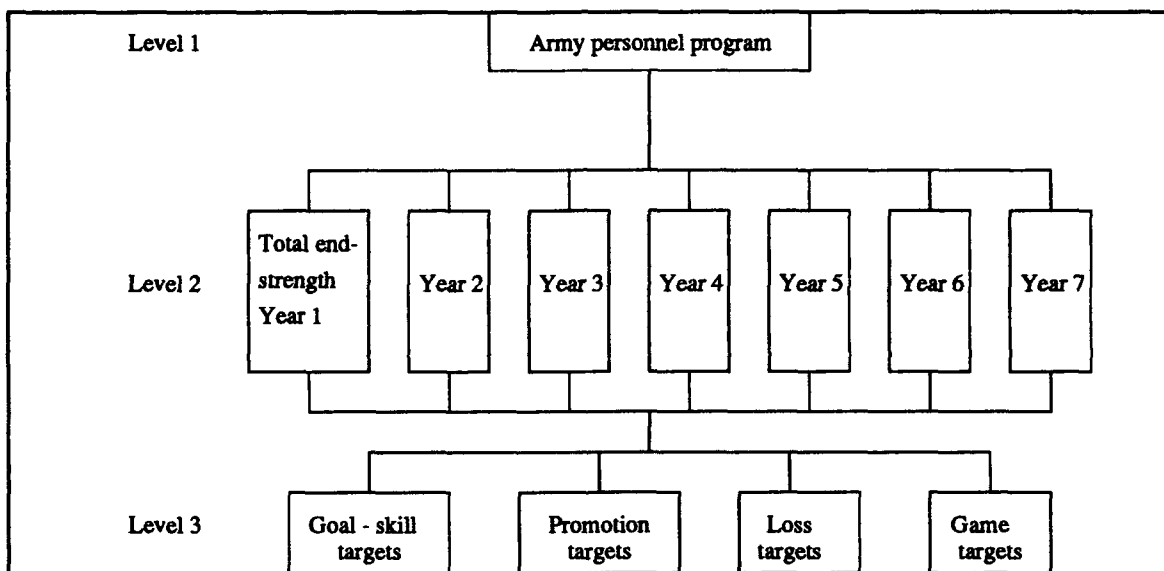 Level 1
Army personnel program
Level 2
Total end-
strength
Year 1
Year 2
Year 3
Year 4
Year 5
Year 6
Year 7
Level 3
Goal - skill
targets
Promotion
targets
Loss
targets
Game
targets